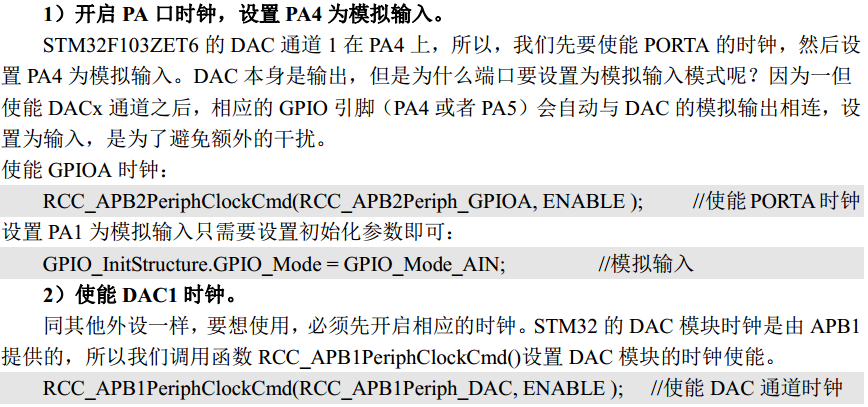 1）开启 PA 口时钟，设置 PA4 为模拟输入。
STM32F103ZET6 的 DAC 通道 1 在 PA4 上，所以，我们先要使能 PORTA 的时钟，然后设
置 PA4 为模拟输入。DAC 本身是输出，但是为什么端口要设置为模拟输入模式呢？因为一但
使能 DACx 通道之后，相应的 GPIO 引脚（PA4 或者 PA5）会自动与 DAC 的模拟输出相连，设
置为输入，是为了避免额外的干扰。
使能 GPIOA 时钟：
RCC_APB2PeriphClockCmd(RCC_APB2Periph_GPIOA, ENABLE ); //使能 PORTA 时钟
设置 PA1 为模拟输入只需要设置初始化参数即可：
GPIO_InitStructure.GPIO_Mode = GPIO_Mode_AIN; //模拟输入
2）使能 DAC1 时钟。
同其他外设一样，要想使用，必须先开启相应的时钟。STM32 的 DAC 模块时钟是由 APB1
提供的，所以我们调用函数 RCC_APB1PeriphClockCmd()设置 DAC 模块的时钟使能。
RCC_APB1PeriphClockCmd(RCC_APB1Periph_DAC, ENABLE ); //使能 DAC 通道时钟